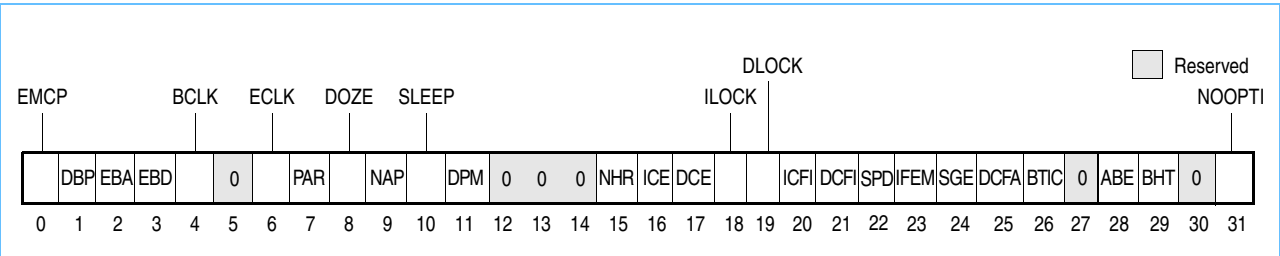 DLOCK
Reserved
EMCP BCLK ECLK DOZE SLEEP ILOCK NOOPTI
DBP EBA EBD 0 PAR NAP DPM 0 0 0 NHR ICE DCE ICFI DCFI SPD IFEM SGE DCFA BTIC 0 ABE BHT 0
0 1 2 3 4 5 6 7 8 9 10 11 12 13 14 15 16 17 18 19 20 21 22 23 24 25 26 27 28 29 30 31